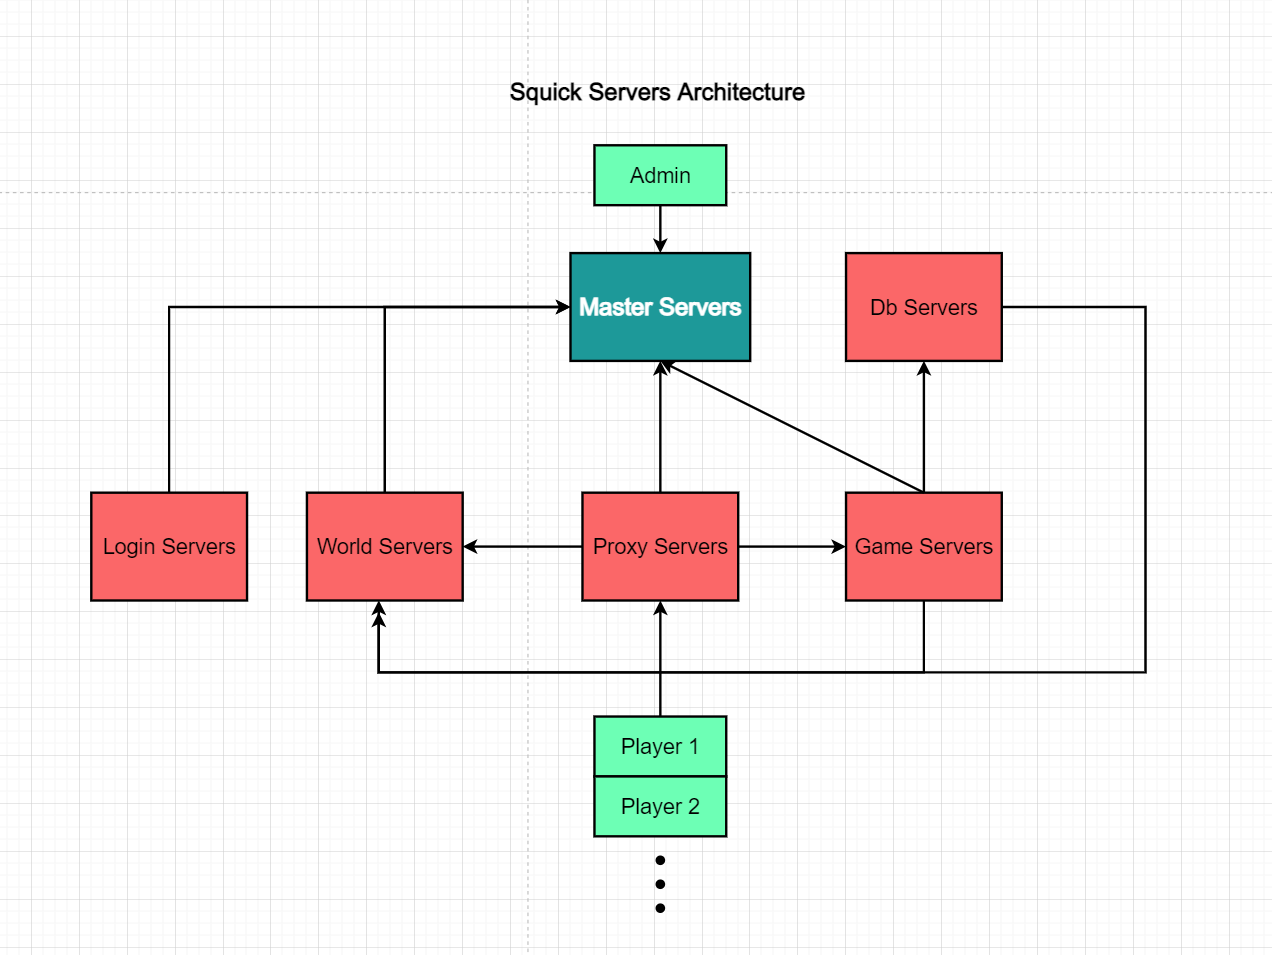 Squick Servers Architecture
Admin
Master Servers
Db Servers
Login Servers
World Servers
Proxy Servers
Game Servers
Player 1
Player 2